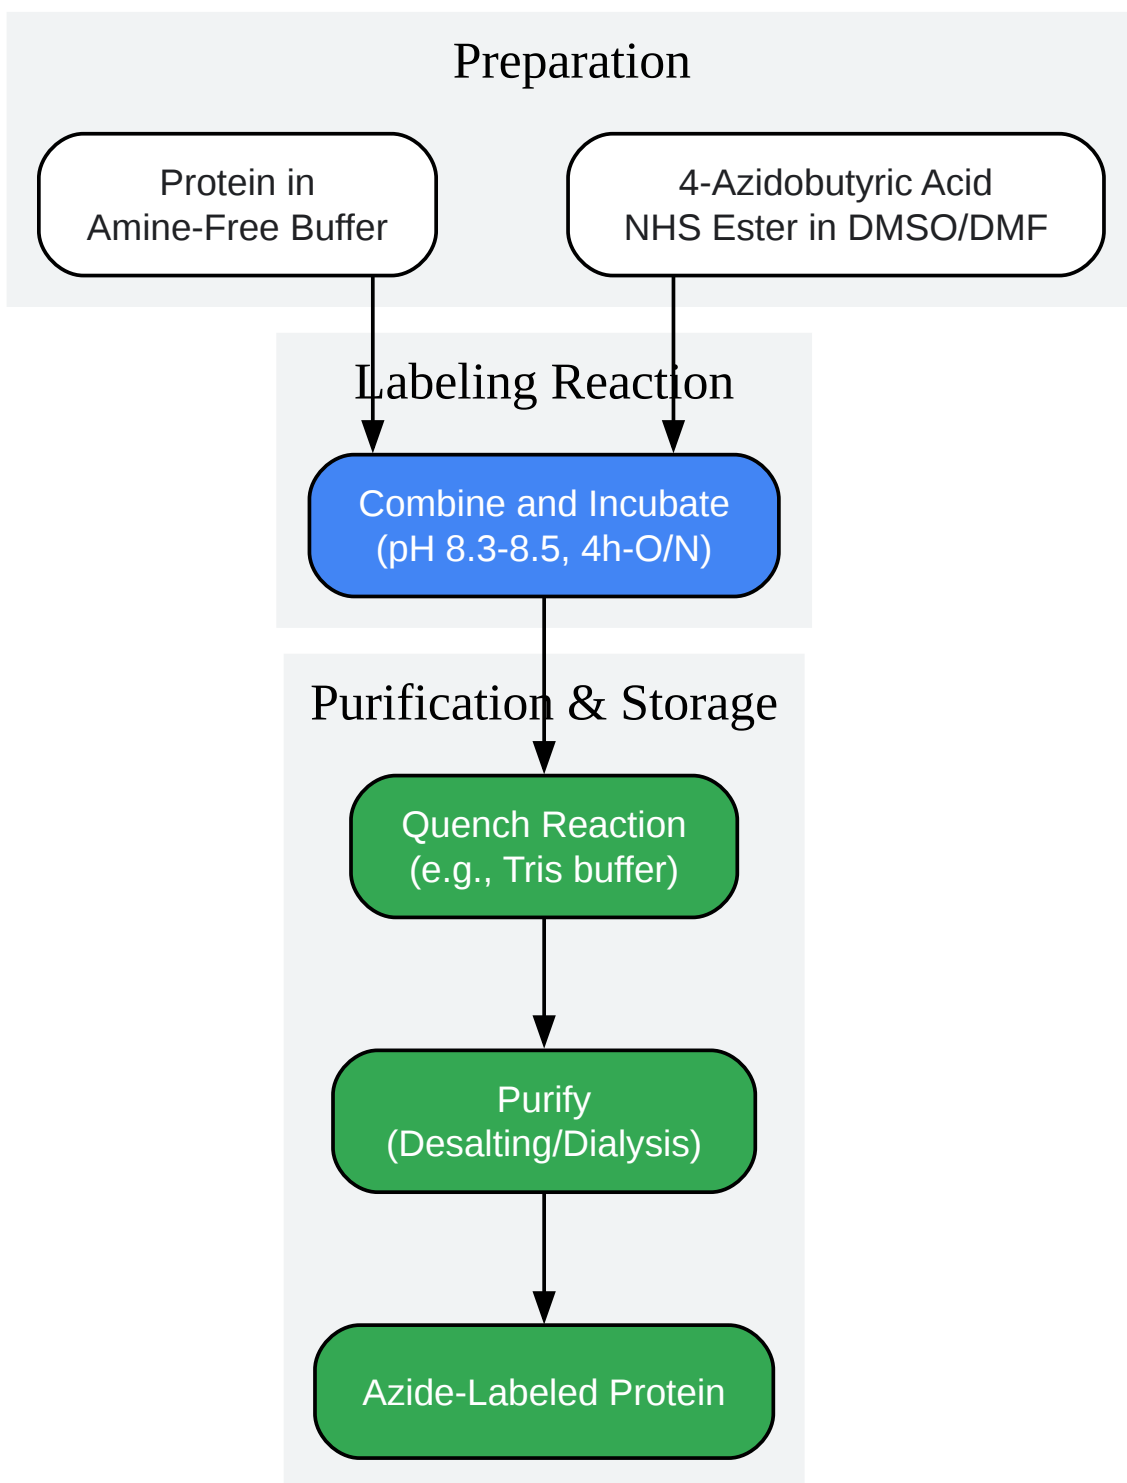 Preparation
Protein in
Amine-Free Buffer
4-Azidobutyric Acid
NHS Ester in DMSO/DMF
Labeling Reaction
Combine and Incubate
(pH 8.3-8.5, 4h-O/N)
Purification & Storage
Quench Reaction
(e.g., Tris buffer)
Purify
(Desalting/Dialysis)
Azide-Labeled Protein